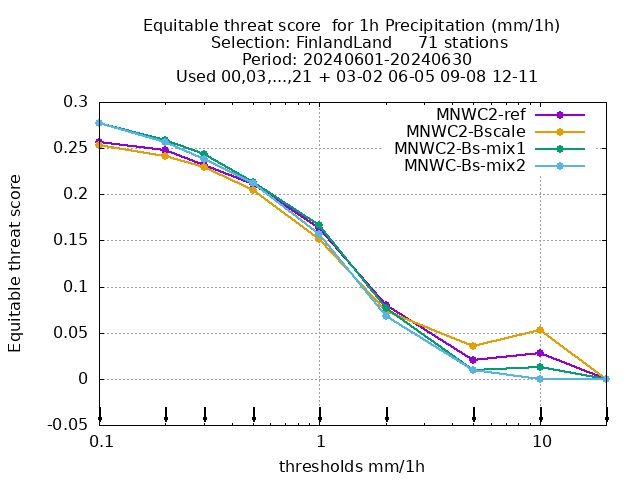 Equitable threat score  for 1h Precipitation (mm/1h)
Selection: FinlandLand     71 stations
Period: 20240601-20240630
Used 00,03,...,21 + 03-02 06-05 09-08 12-11
MNWC2-ref
MNWC2-Bscale
MNWC2-Bs-mix1
MNWC-Bs-mix2
Equitable threat score
0.3
0.25
0.2
0.15
0.1
0.05
0
-0.05
0.1 1 10
thresholds mm/1h